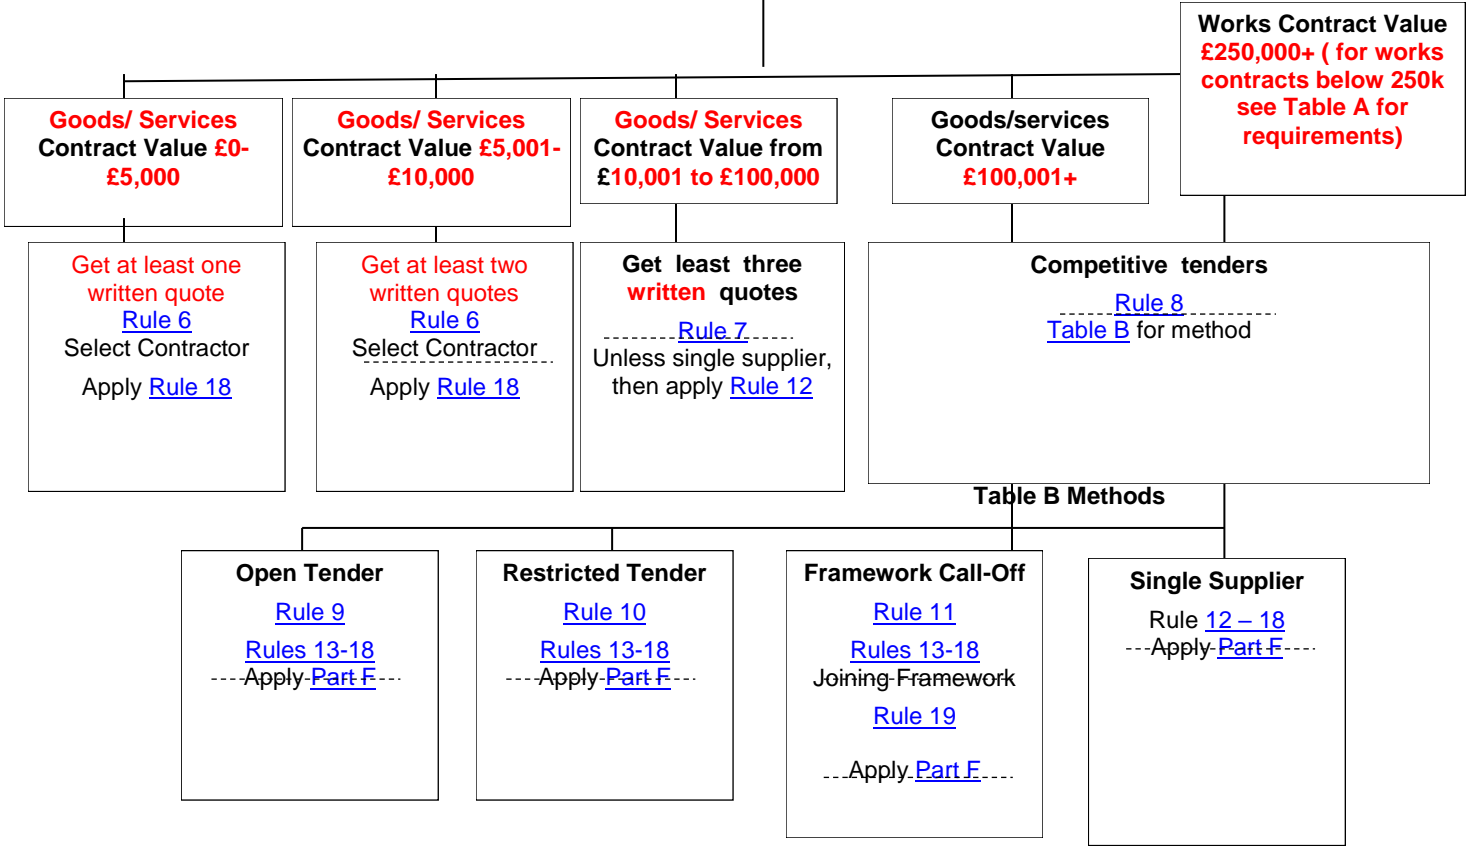 Works Contract Value
£250,000+ ( for works
contracts below 250k
see Table A for
requirements)
Goods/ Services
Contract Value £0-
£5,000
Goods/ Services
Contract Value £5,001-
£10,000
Goods/ Services
Contract Value from
£10,001 to £100,000
Goods/services
Contract Value
£100,001+
Get at least one
written quote
Rule 6
Select Contractor
Apply Rule 18
Get at least two
written quotes
Rule 6
Select Contractor
Apply Rule 18
Get least three
written quotes
Rule 7
Unless single supplier,
then apply Rule 12
Competitive tenders
Rule 8
Table B for method
Table B Methods
Open Tender
Rule 9
Rules 13-18
Apply Part F
Restricted Tender
Rule 10
Rules 13-18
Apply Part F
Framework Call-Off
Rule 11
Rules 13-18
Joining Framework
Rule 19
Apply Part F
Single Supplier
Rule 12 – 18
Apply Part F